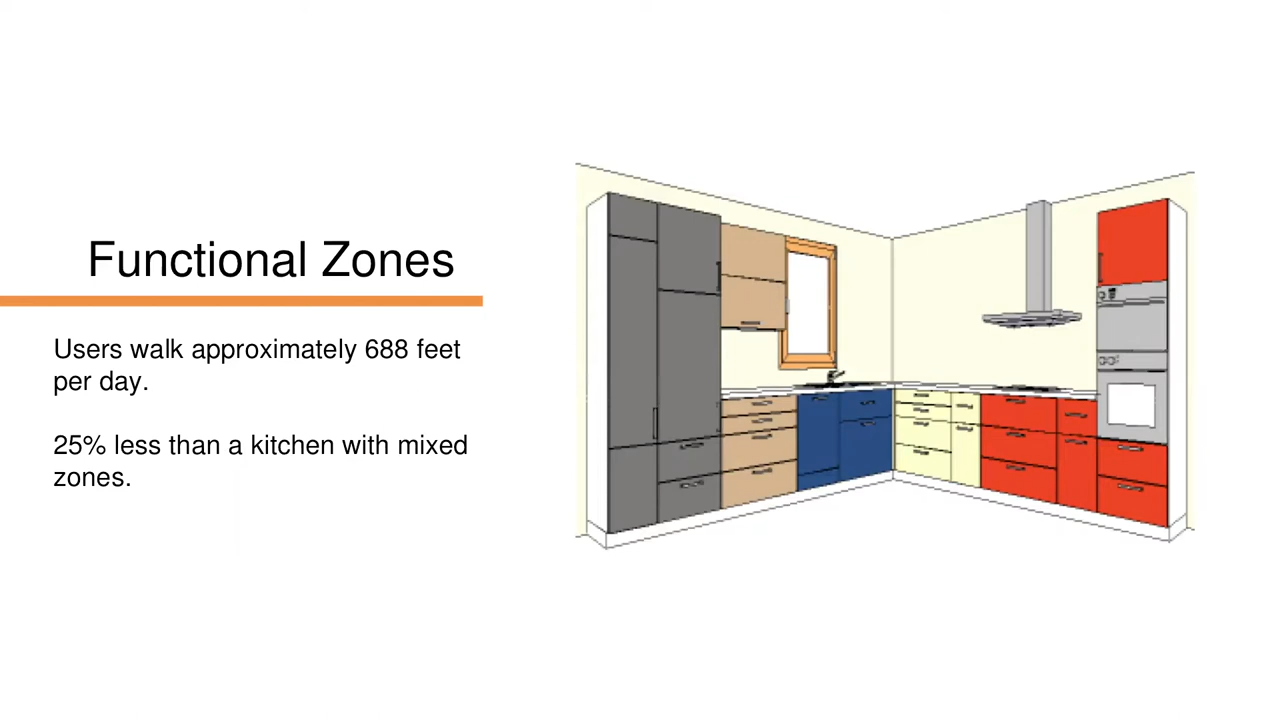 Functional Zones
Users walk approximately 688 feet
per day.
25% less than a kitchen with mixed
zones.